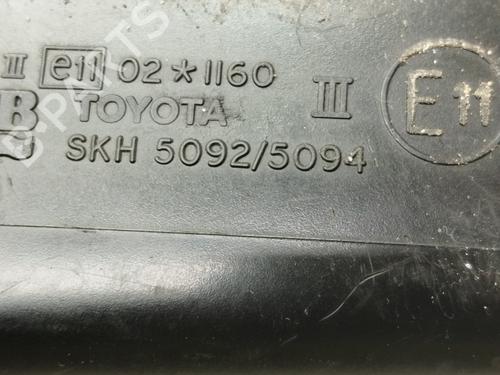 II e11 02*1160 III E11
B TOYOTA
SKH 5092/5094